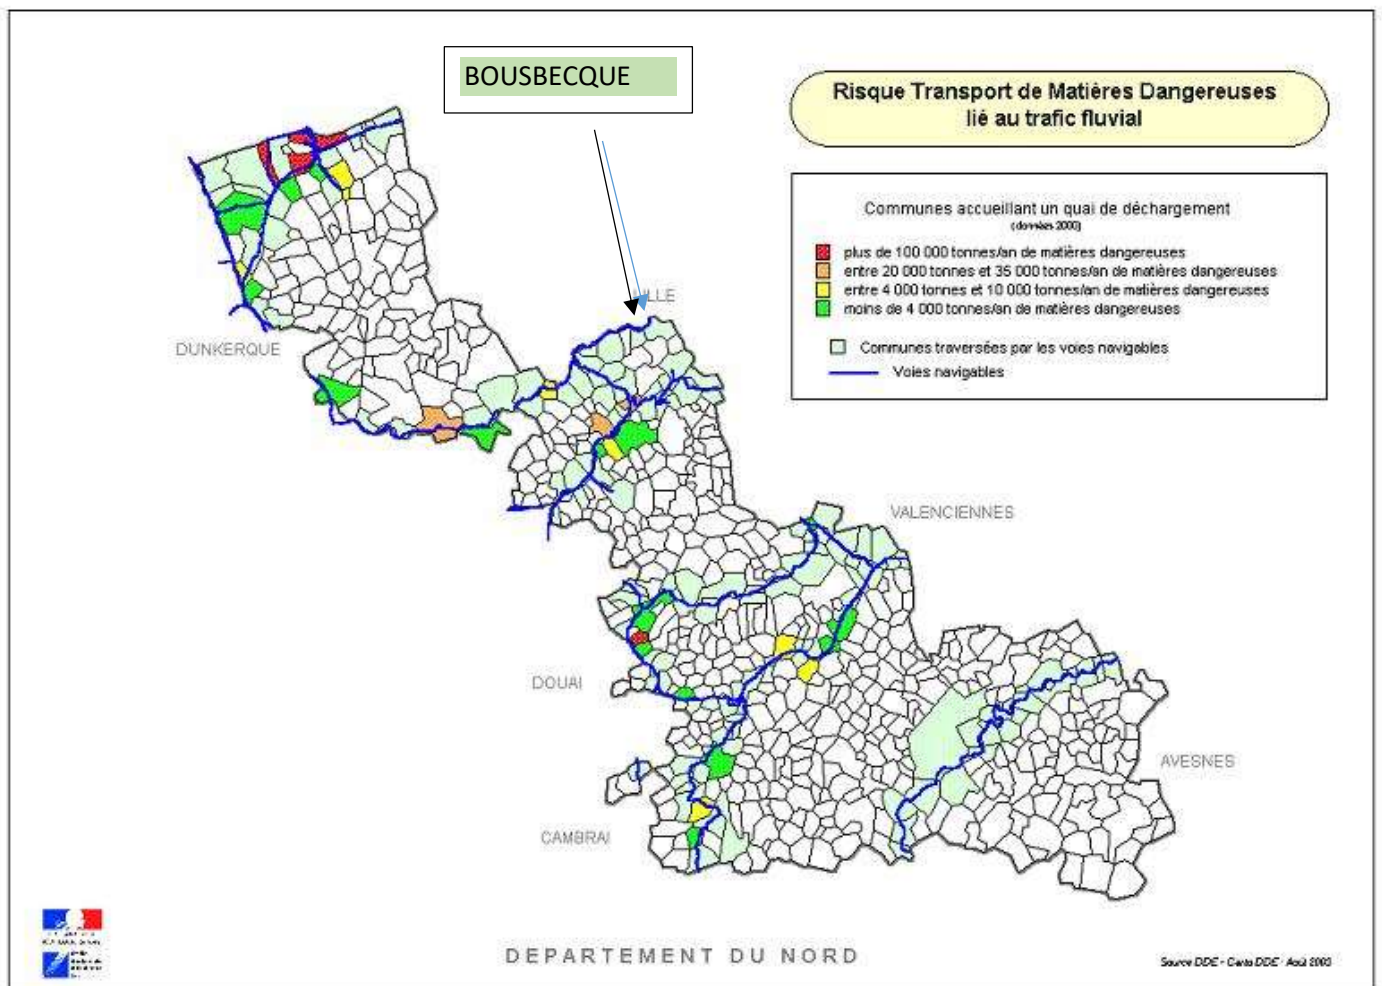 BOUSBECQUE
Risque Transport de Matières Dangereuses
lié au trafic fluvial
Communes accueillant un quai de déchargement
(données 2000)
plus de 100 000 tonnes/an de matières dangereuses
entre 20 000 tonnes et 35 000 tonnes/an de matières dangereuses
entre 4 000 tonnes et 10 000 tonnes/an de matières dangereuses
moins de 4 000 tonnes/an de matières dangereuses
Communes traversées par les voies navigables
Voies navigables
LILLE
DUNKERQUE
VALENCIENNES
DOUAI
AVESNES
CAMBRAI
DEPARTEMENT DU NORD
Source DDE - Carto DDE - Août 2003